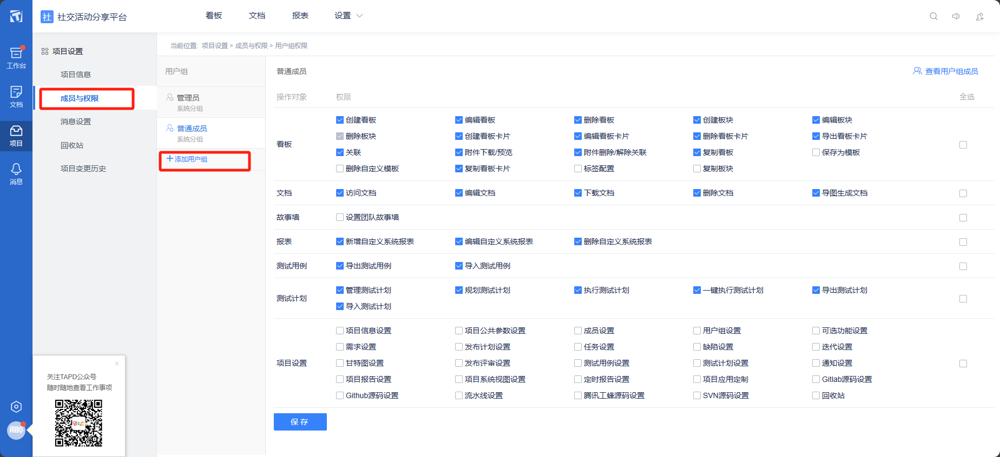 社 社交活动分享平台
看板 文档 报表 设置
工作台
文档
项目
消息
雨婷
项目设置
项目信息
成员与权限
消息设置
回收站
项目变更历史
关注TAPD公众号
随时随地查看工作事项
当前位置: 项目设置 > 成员与权限 > 用户组权限
用户组
管理员
系统分组
普通成员
系统分组
添加用户组
普通成员
查看用户组成员
操作对象 权限 全选
看板
创建看板 编辑看板 删除看板 创建板块 编辑板块
删除板块 创建看板卡片 编辑看板卡片 删除看板卡片 导出看板卡片
关联 附件下载/预览 附件删除/解除关联 复制看板 保存为模板
删除自定义模板 复制看板卡片 标签配置 复制板块
文档 访问文档 编辑文档 下载文档 删除文档 导图生成文档
故事墙 设置团队故事墙
报表 新增自定义系统报表 编辑自定义系统报表 删除自定义系统报表
测试用例 导出测试用例 导入测试用例
测试计划
管理测试计划 规划测试计划 执行测试计划 一键执行测试计划 导出测试计划
导入测试计划
项目设置
项目信息设置 项目公共参数设置 成员设置 用户组设置 可选功能设置
需求设置 发布计划设置 任务设置 缺陷设置 迭代设置
甘特图设置 发布评审设置 测试用例设置 测试计划设置 通知设置
项目报告设置 项目系统视图设置 定时报告设置 项目应用定制 Gitlab源码设置
Github源码设置 流水线设置 腾讯工蜂源码设置 SVN源码设置 回收站
保存